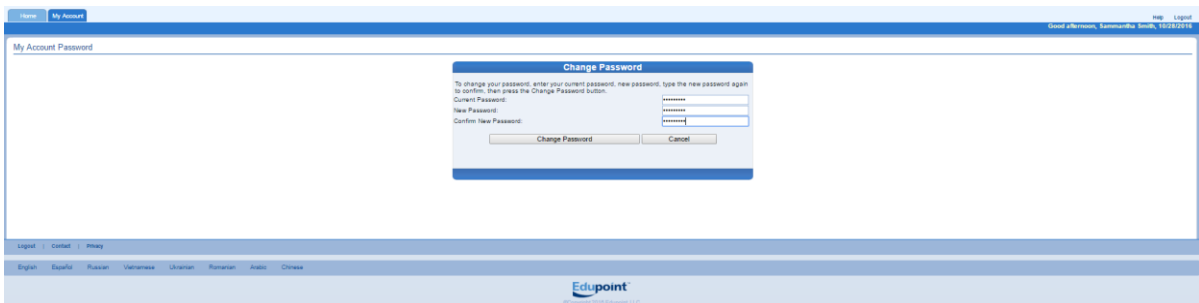 Home My Account
Help Logout
Good afternoon, Sammantha Smith, 10/28/2016
My Account Password
Change Password
To change your password, enter your current password, new password, type the new password again
to confirm, then press the Change Password button.
Current Password: •••••••••
New Password: •••••••••
Confirm New Password: •••••••••
Change Password Cancel
Logout | Contact | Privacy
English Español Russian Vietnamese Ukrainian Romanian Arabic Chinese
Edupoint